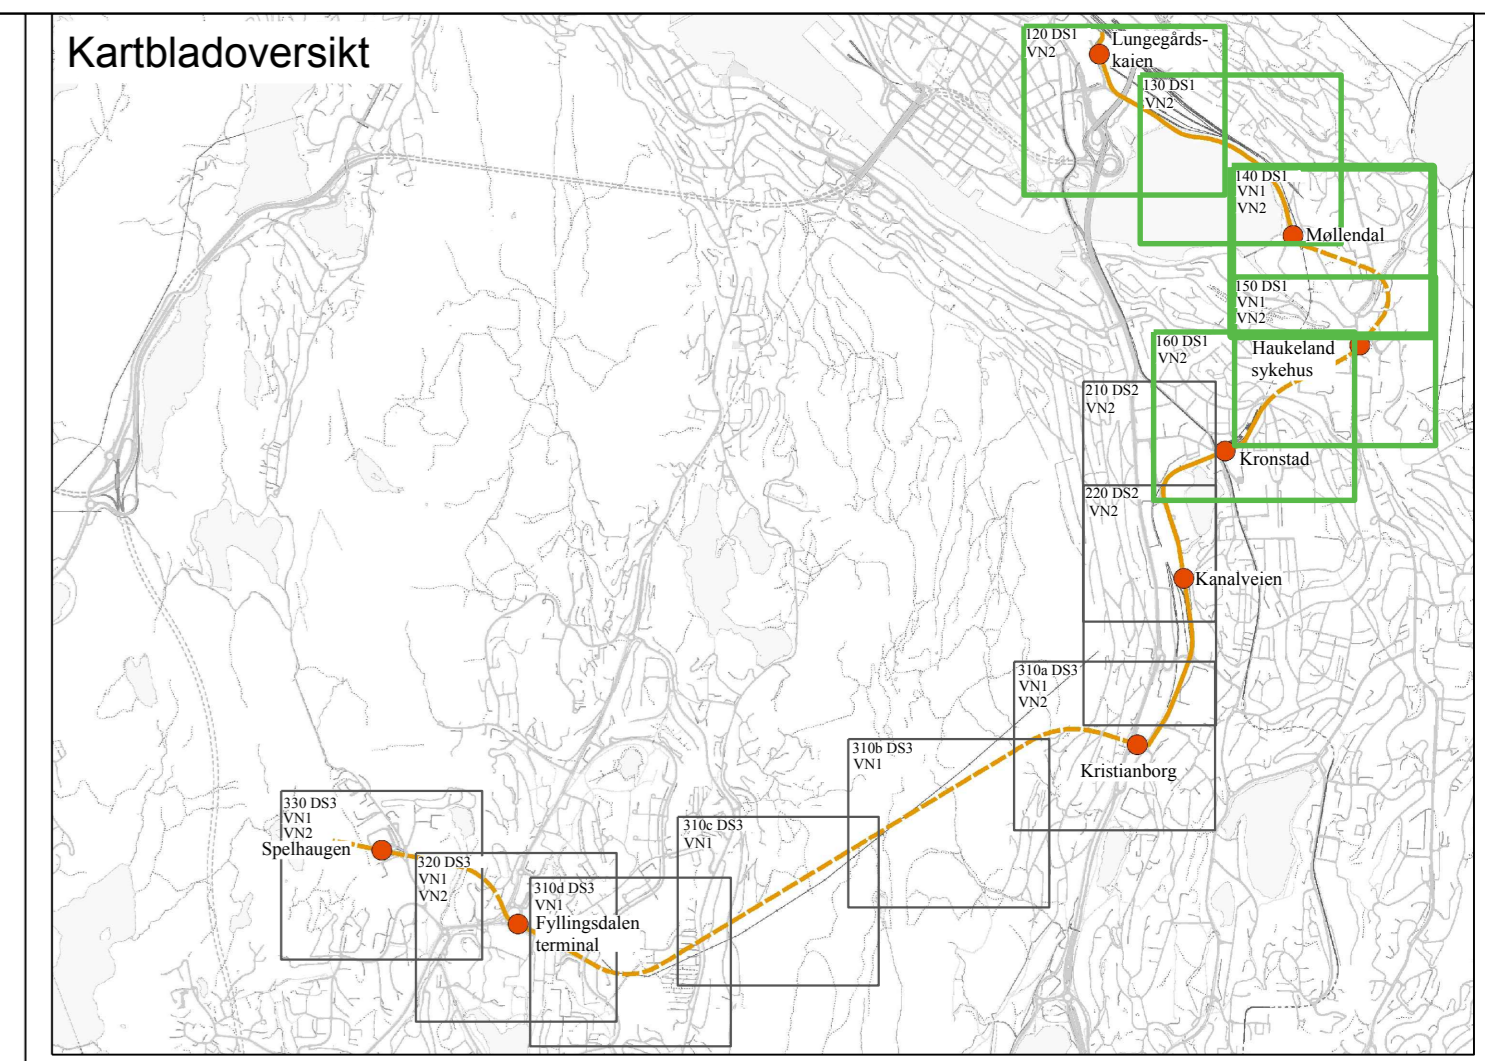 Kartbladoversikt
120 DS1
VN2
Lungegårds-
kaien
130 DS1
VN2
140 DS1
VN1
VN2
Møllendal
150 DS1
VN1
VN2
160 DS1
VN2
Haukeland
sykehus
210 DS2
VN2
Kronstad
220 DS2
VN2
Kanalveien
310a DS3
VN1
VN2
310b DS3
VN1
Kristianborg
330 DS3
VN1
VN2
Spelhaugen
310c DS3
VN1
320 DS3
VN1
VN2
310d DS3
VN1
Fyllingsdalen
terminal